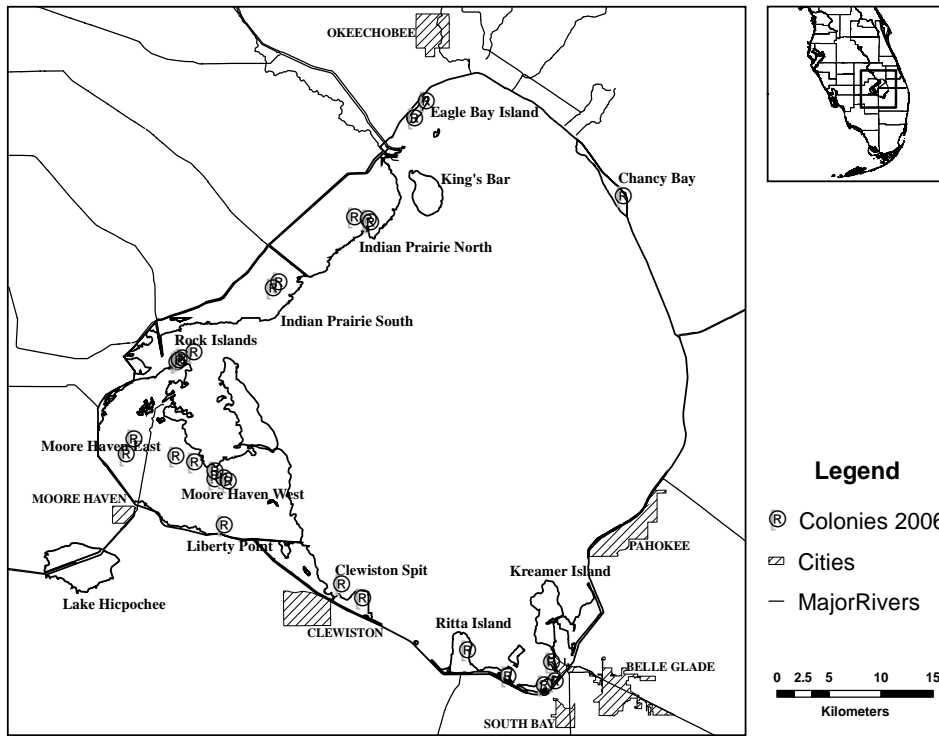 OKEECHOBEE
Eagle Bay Island
King's Bar
Chancy Bay
Indian Prairie North
Indian Prairie South
Rock Islands
Moore Haven East
MOORE HAVEN
Moore Haven West
Liberty Point
Lake Hicpochee
Clewiston Spit
CLEWISTON
Ritta Island
Kreamer Island
PAHOKEE
BELLE GLADE
SOUTH BAY
Legend
® Colonies 2006
Cities
MajorRivers
0 2.5 5 10 15
Kilometers